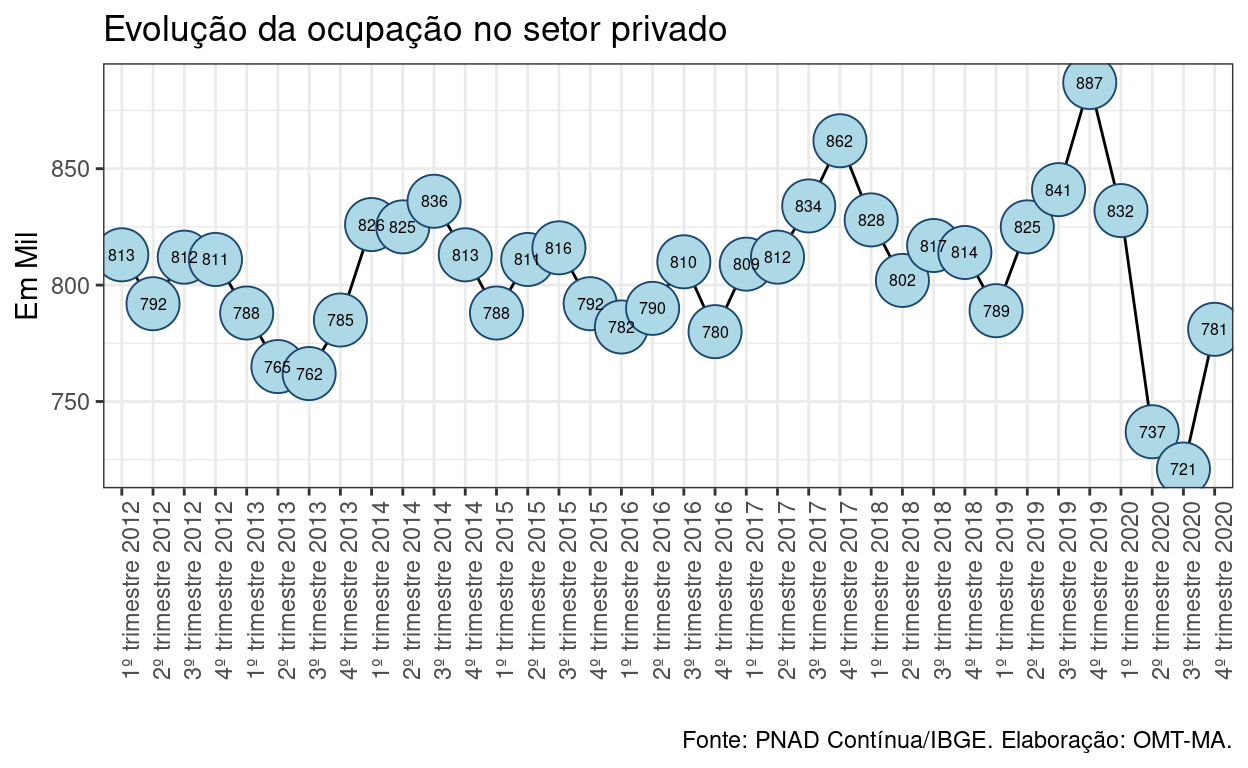 Evolução da ocupação no setor privado
Em Mil
850
800
750
813
792
812
811
788
765
762
785
826
825
836
813
788
811
816
792
782
790
810
780
809
812
834
862
828
802
817
814
789
825
841
887
832
737
721
781
1º trimestre 2012
2º trimestre 2012
3º trimestre 2012
4º trimestre 2012
1º trimestre 2013
2º trimestre 2013
3º trimestre 2013
4º trimestre 2013
1º trimestre 2014
2º trimestre 2014
3º trimestre 2014
4º trimestre 2014
1º trimestre 2015
2º trimestre 2015
3º trimestre 2015
4º trimestre 2015
1º trimestre 2016
2º trimestre 2016
3º trimestre 2016
4º trimestre 2016
1º trimestre 2017
2º trimestre 2017
3º trimestre 2017
4º trimestre 2017
1º trimestre 2018
2º trimestre 2018
3º trimestre 2018
4º trimestre 2018
1º trimestre 2019
2º trimestre 2019
3º trimestre 2019
4º trimestre 2019
1º trimestre 2020
2º trimestre 2020
3º trimestre 2020
4º trimestre 2020
Fonte: PNAD Contínua/IBGE. Elaboração: OMT-MA.